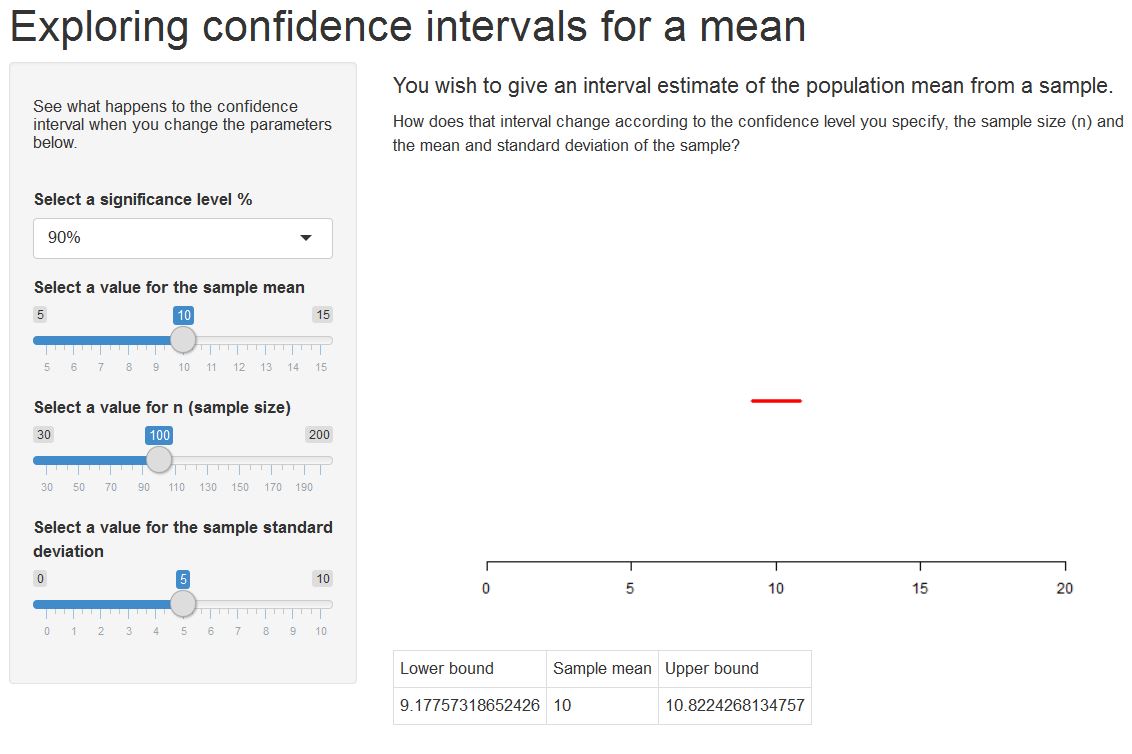 Exploring confidence intervals for a mean
See what happens to the confidence
interval when you change the parameters
below.
Select a significance level %
90%
Select a value for the sample mean
5 10 15
5 6 7 8 9 10 11 12 13 14 15
Select a value for n (sample size)
30 100 200
30 50 70 90 110 130 150 170 190
Select a value for the sample standard
deviation
0 5 10
0 1 2 3 4 5 6 7 8 9 10
You wish to give an interval estimate of the population mean from a sample.
How does that interval change according to the confidence level you specify, the sample size (n) and
the mean and standard deviation of the sample?
0 5 10 15 20
Lower bound Sample mean Upper bound
9.17757318652426 10 10.8224268134757